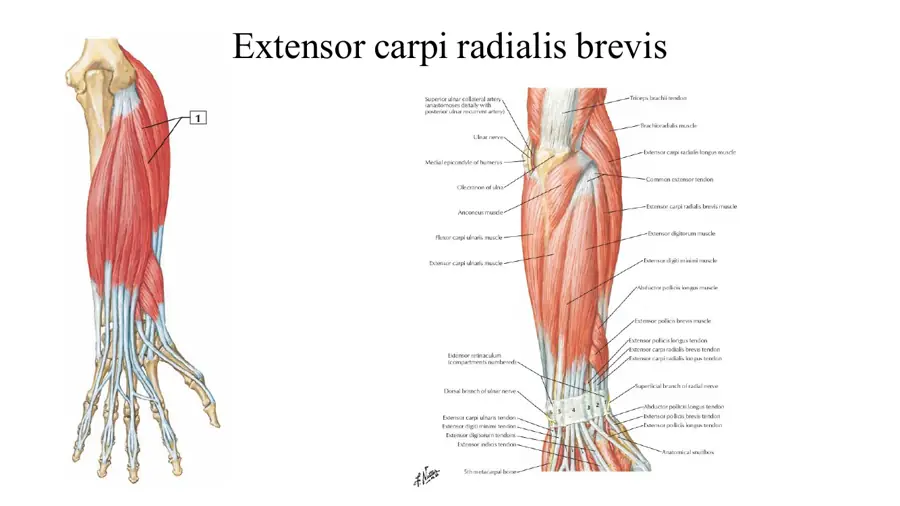 Extensor carpi radialis brevis
1
Superior ulnar collateral artery
(anastomoses distally with
posterior ulnar recurrent artery)
Ulnar nerve
Medial epicondyle of humerus
Olecranon of ulna
Anconeus muscle
Flexor carpi ulnaris muscle
Extensor carpi ulnaris muscle
Extensor retinaculum
(compartments numbered)
Dorsal branch of ulnar nerve
Extensor carpi ulnaris tendon
Extensor digiti minimi tendon
Extensor digitorum tendons
Extensor indicis tendon
5th metacarpal bone
Triceps brachii tendon
Brachioradialis muscle
Extensor carpi radialis longus muscle
Common extensor tendon
Extensor carpi radialis brevis muscle
Extensor digitorum muscle
Extensor digiti minimi muscle
Abductor pollicis longus muscle
Extensor pollicis brevis muscle
Extensor pollicis longus tendon
Extensor carpi radialis brevis tendon
Extensor carpi radialis longus tendon
Superficial branch of radial nerve
Abductor pollicis longus tendon
Extensor pollicis brevis tendon
Extensor pollicis longus tendon
Anatomical snuffbox
4 3 2